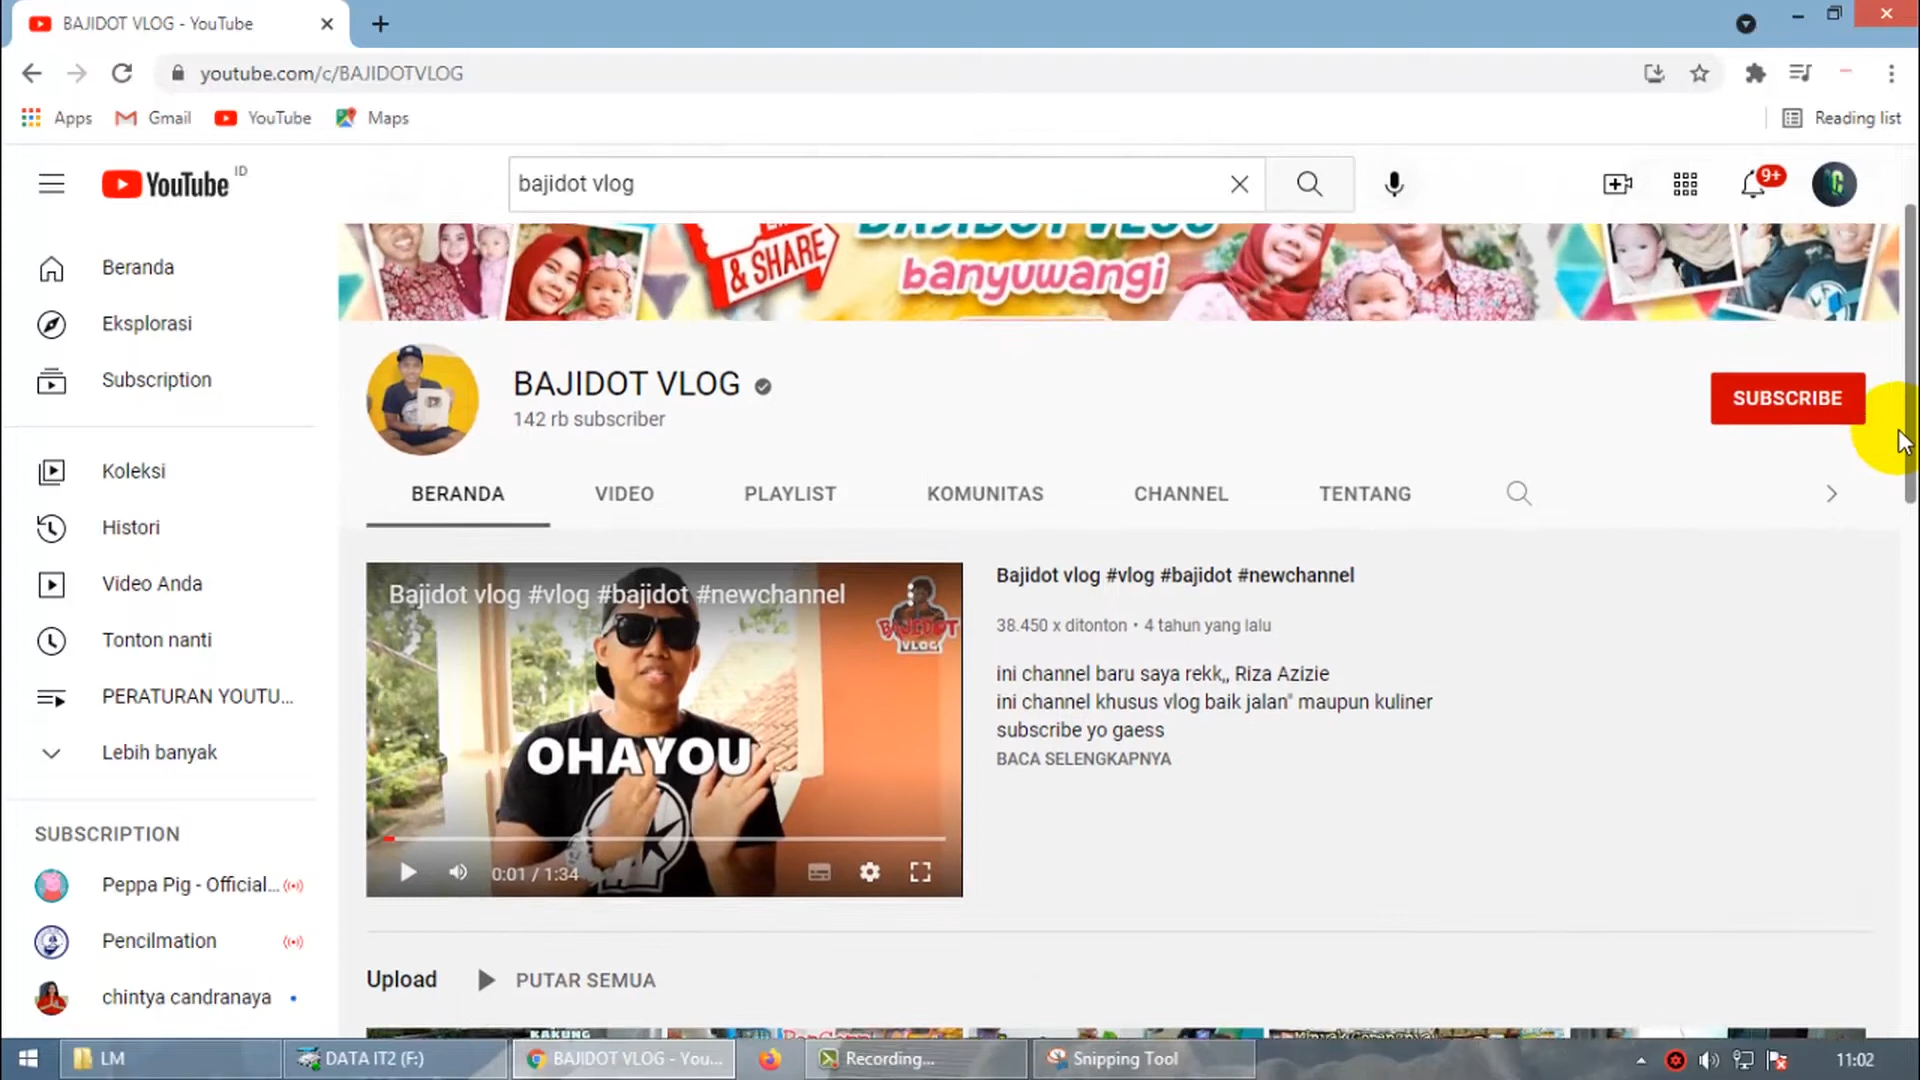 BAJIDOT VLOG - YouTube
youtube.com/c/BAJIDOTVLOG
Apps Gmail YouTube Maps Reading list
YouTube ID
bajidot vlog
9+
& SHARE
BAJIDOT VLOG
banyuwangi
Beranda
Eksplorasi
Subscription
Koleksi
Histori
Video Anda
Tonton nanti
PERATURAN YOUTU...
Lebih banyak
SUBSCRIPTION
Peppa Pig - Official...
Pencilmation
chintya candranaya
BAJIDOT VLOG
142 rb subscriber
SUBSCRIBE
BERANDA VIDEO PLAYLIST KOMUNITAS CHANNEL TENTANG
Bajidot vlog #vlog #bajidot #newchannel
BAJIDOT
VLOG
OHAYOU
0:01 / 1:34
Bajidot vlog #vlog #bajidot #newchannel
38.450 x ditonton • 4 tahun yang lalu
ini channel baru saya rekk,, Riza Azizie
ini channel khusus vlog baik jalan" maupun kuliner
subscribe yo gaess
BACA SELENGKAPNYA
Upload PUTAR SEMUA
KAKUNG
LM
DATA IT2 (F:)
BAJIDOT VLOG - You...
Recording...
Snipping Tool
11:02